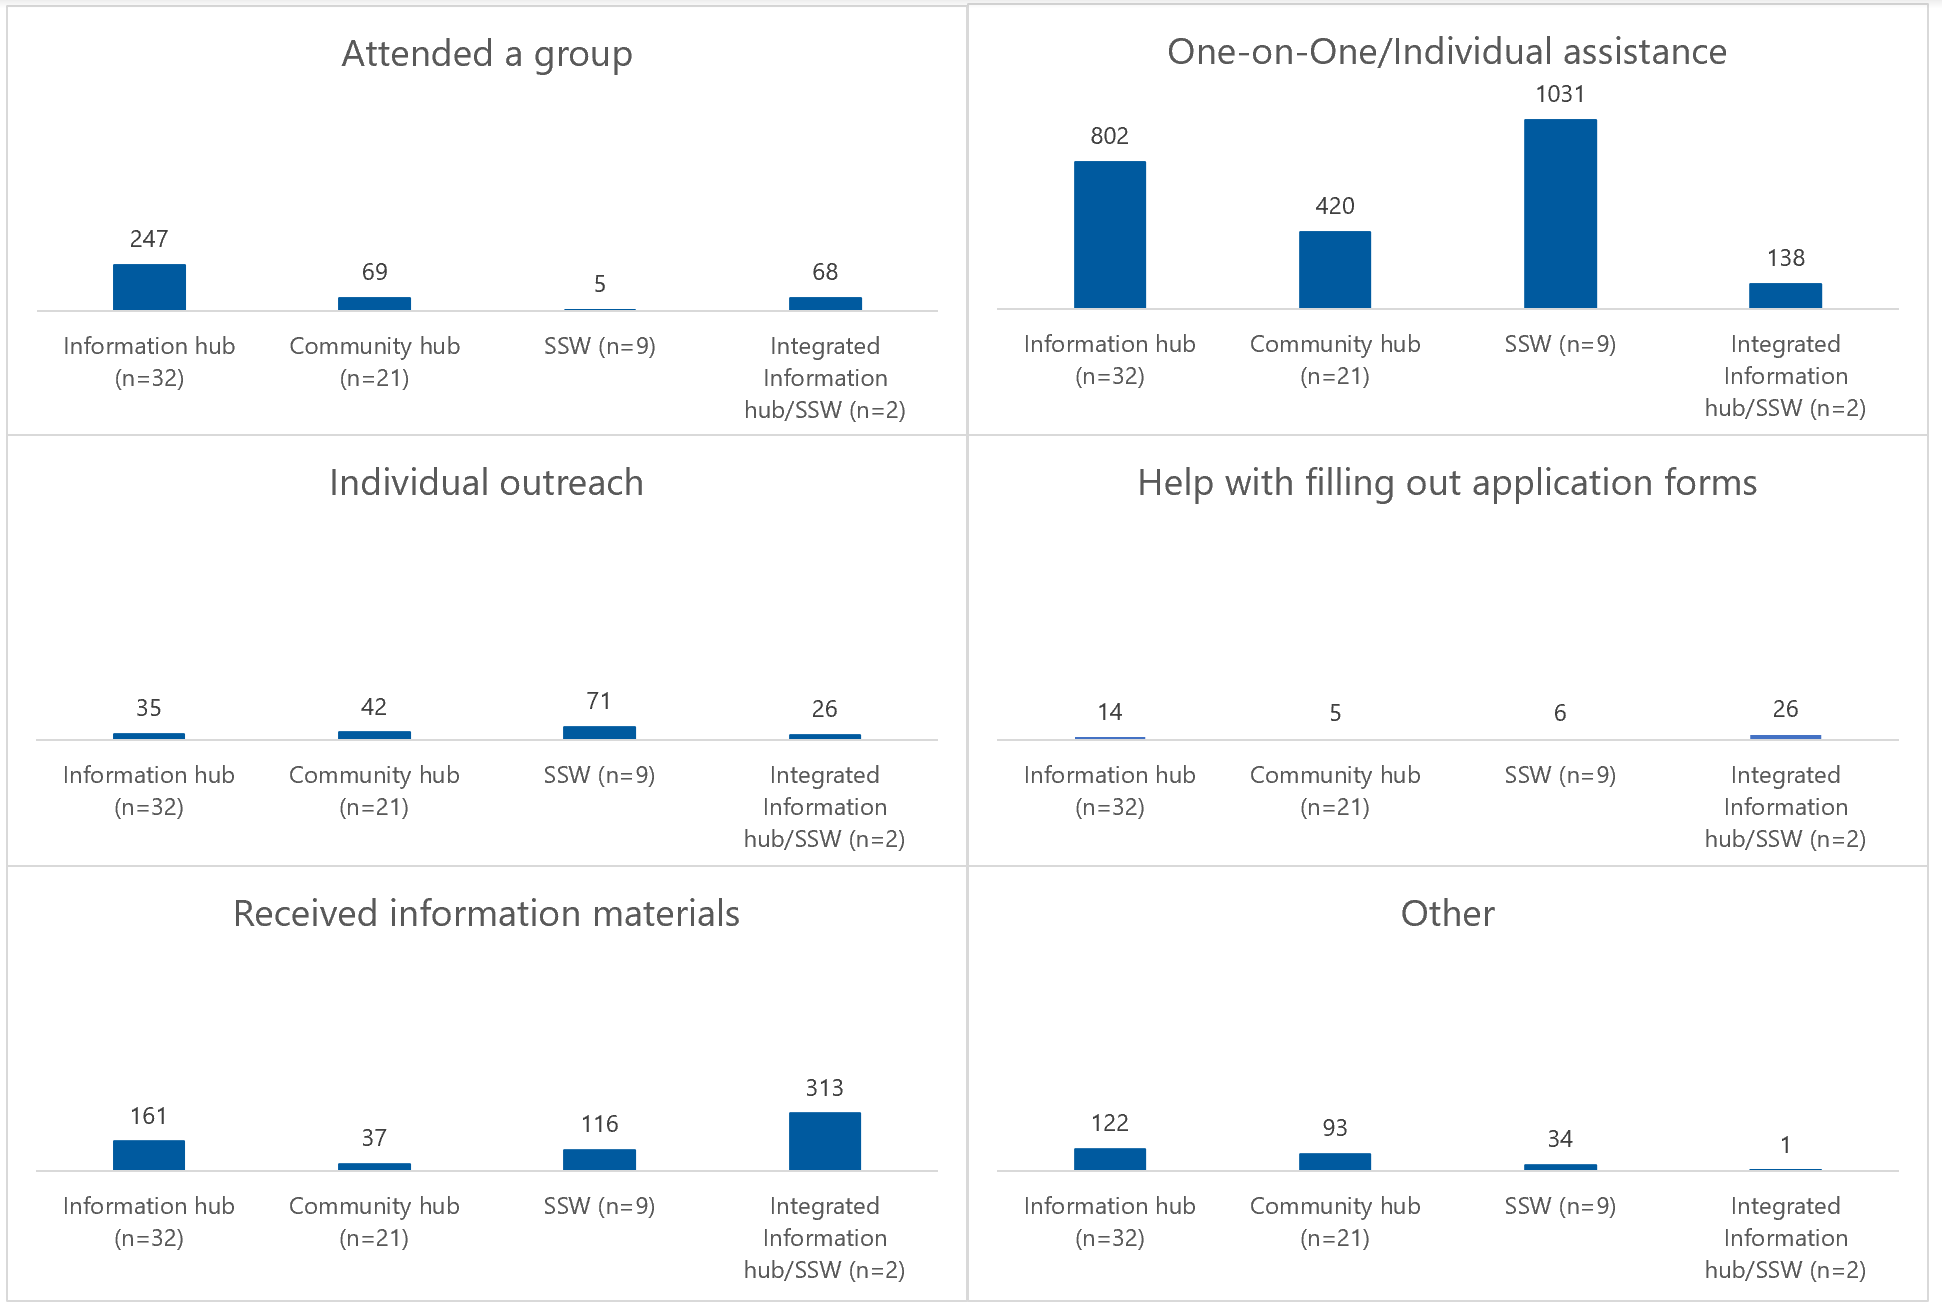 Attended a group
247
69
5
68
Information hub
(n=32)
Community hub
(n=21)
SSW (n=9)
Integrated
Information
hub/SSW (n=2)
One-on-One/Individual assistance
802
420
1031
138
Information hub
(n=32)
Community hub
(n=21)
SSW (n=9)
Integrated
Information
hub/SSW (n=2)
Individual outreach
35
42
71
26
Information hub
(n=32)
Community hub
(n=21)
SSW (n=9)
Integrated
Information
hub/SSW (n=2)
Help with filling out application forms
14
5
6
26
Information hub
(n=32)
Community hub
(n=21)
SSW (n=9)
Integrated
Information
hub/SSW (n=2)
Received information materials
161
37
116
313
Information hub
(n=32)
Community hub
(n=21)
SSW (n=9)
Integrated
Information
hub/SSW (n=2)
Other
122
93
34
1
Information hub
(n=32)
Community hub
(n=21)
SSW (n=9)
Integrated
Information
hub/SSW (n=2)